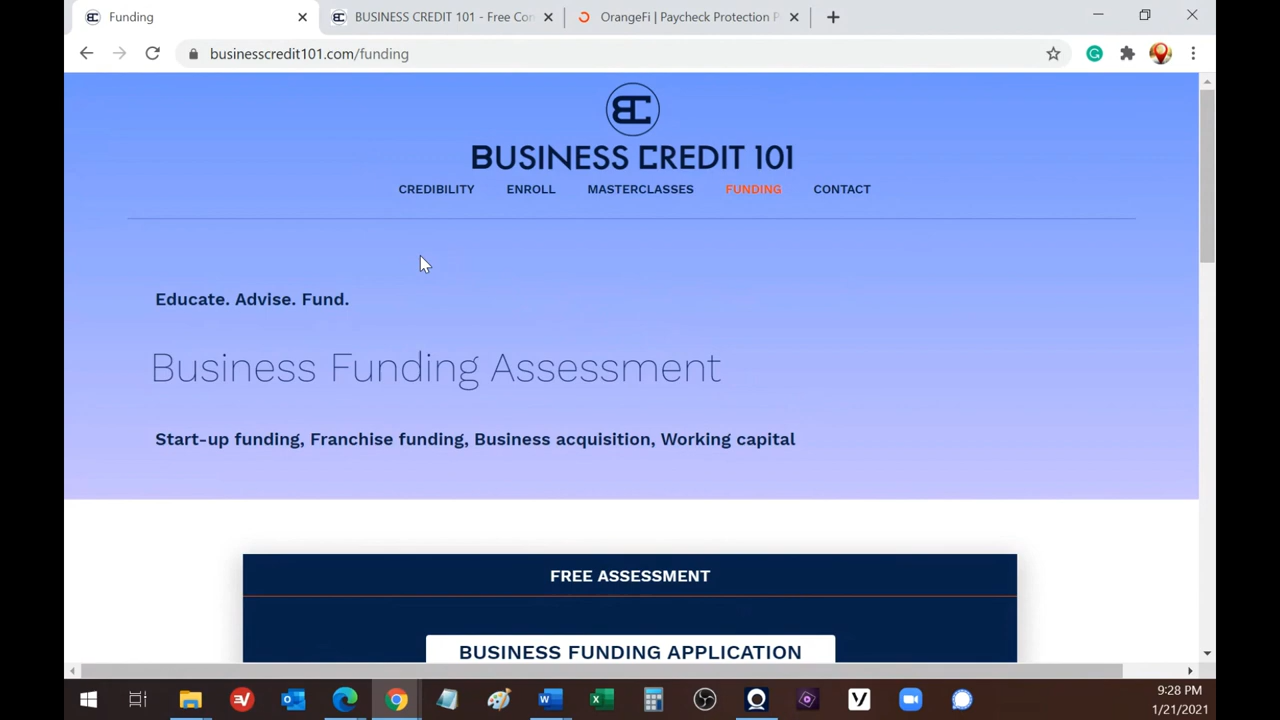 Funding
BUSINESS CREDIT 101 - Free Con
OrangeFi | Paycheck Protection P
businesscredit101.com/funding
BC
BUSINESS CREDIT 101
CREDIBILITY ENROLL MASTERCLASSES FUNDING CONTACT
Educate. Advise. Fund.
Business Funding Assessment
Start-up funding, Franchise funding, Business acquisition, Working capital
FREE ASSESSMENT
BUSINESS FUNDING APPLICATION
9:28 PM
1/21/2021